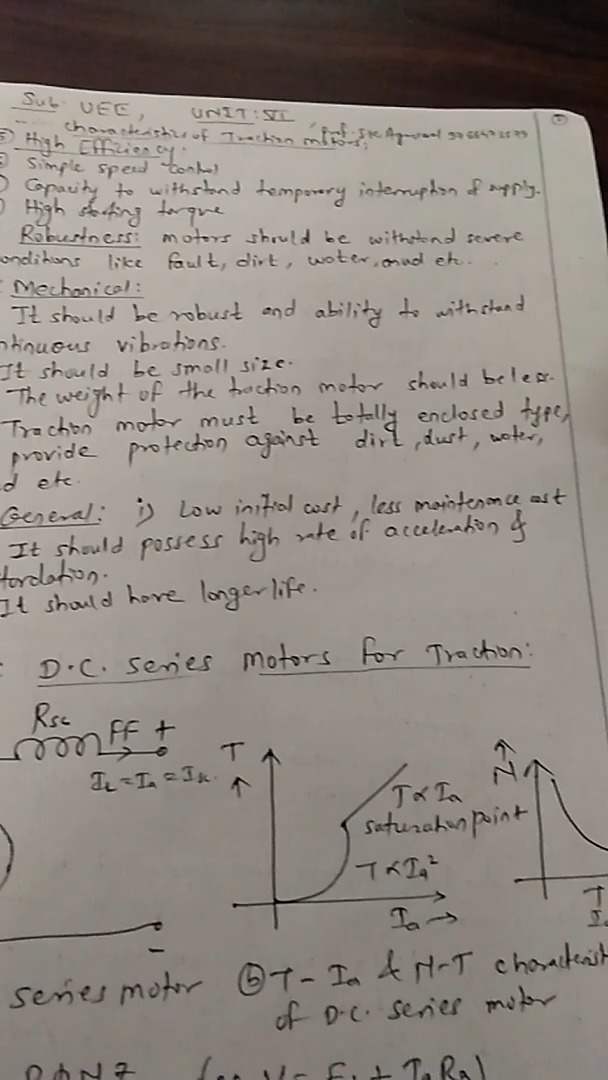 Sub: UEE, UNIT: VI
Characteristics of Traction motors:
High Efficiency:
Simple speed control
Capacity to withstand temporary interruption of supply.
High starting torque
Robustness: motors should be withstand severe
onditions like fault, dirt, water, mud etc.
Mechanical:
It should be robust and ability to withstand
ntinuous vibrations.
It should be small size.
The weight of the traction motor should be less.
Traction motor must be totally enclosed type,
provide protection against dirt, dust, water,
d etc.
General: i) Low initial cost, less maintenance cost
It should possess high rate of acceleration &
tardation.
It should have longer life.
D.C. series motors for Traction:
Rsc FF +
IL = Ia = Ise
T
T ∝ Ia
saturation point
T ∝ Ia²
Ia →
N
T
-
series motor
(b) T-Ia & N-T characterist
of D.C. series motor